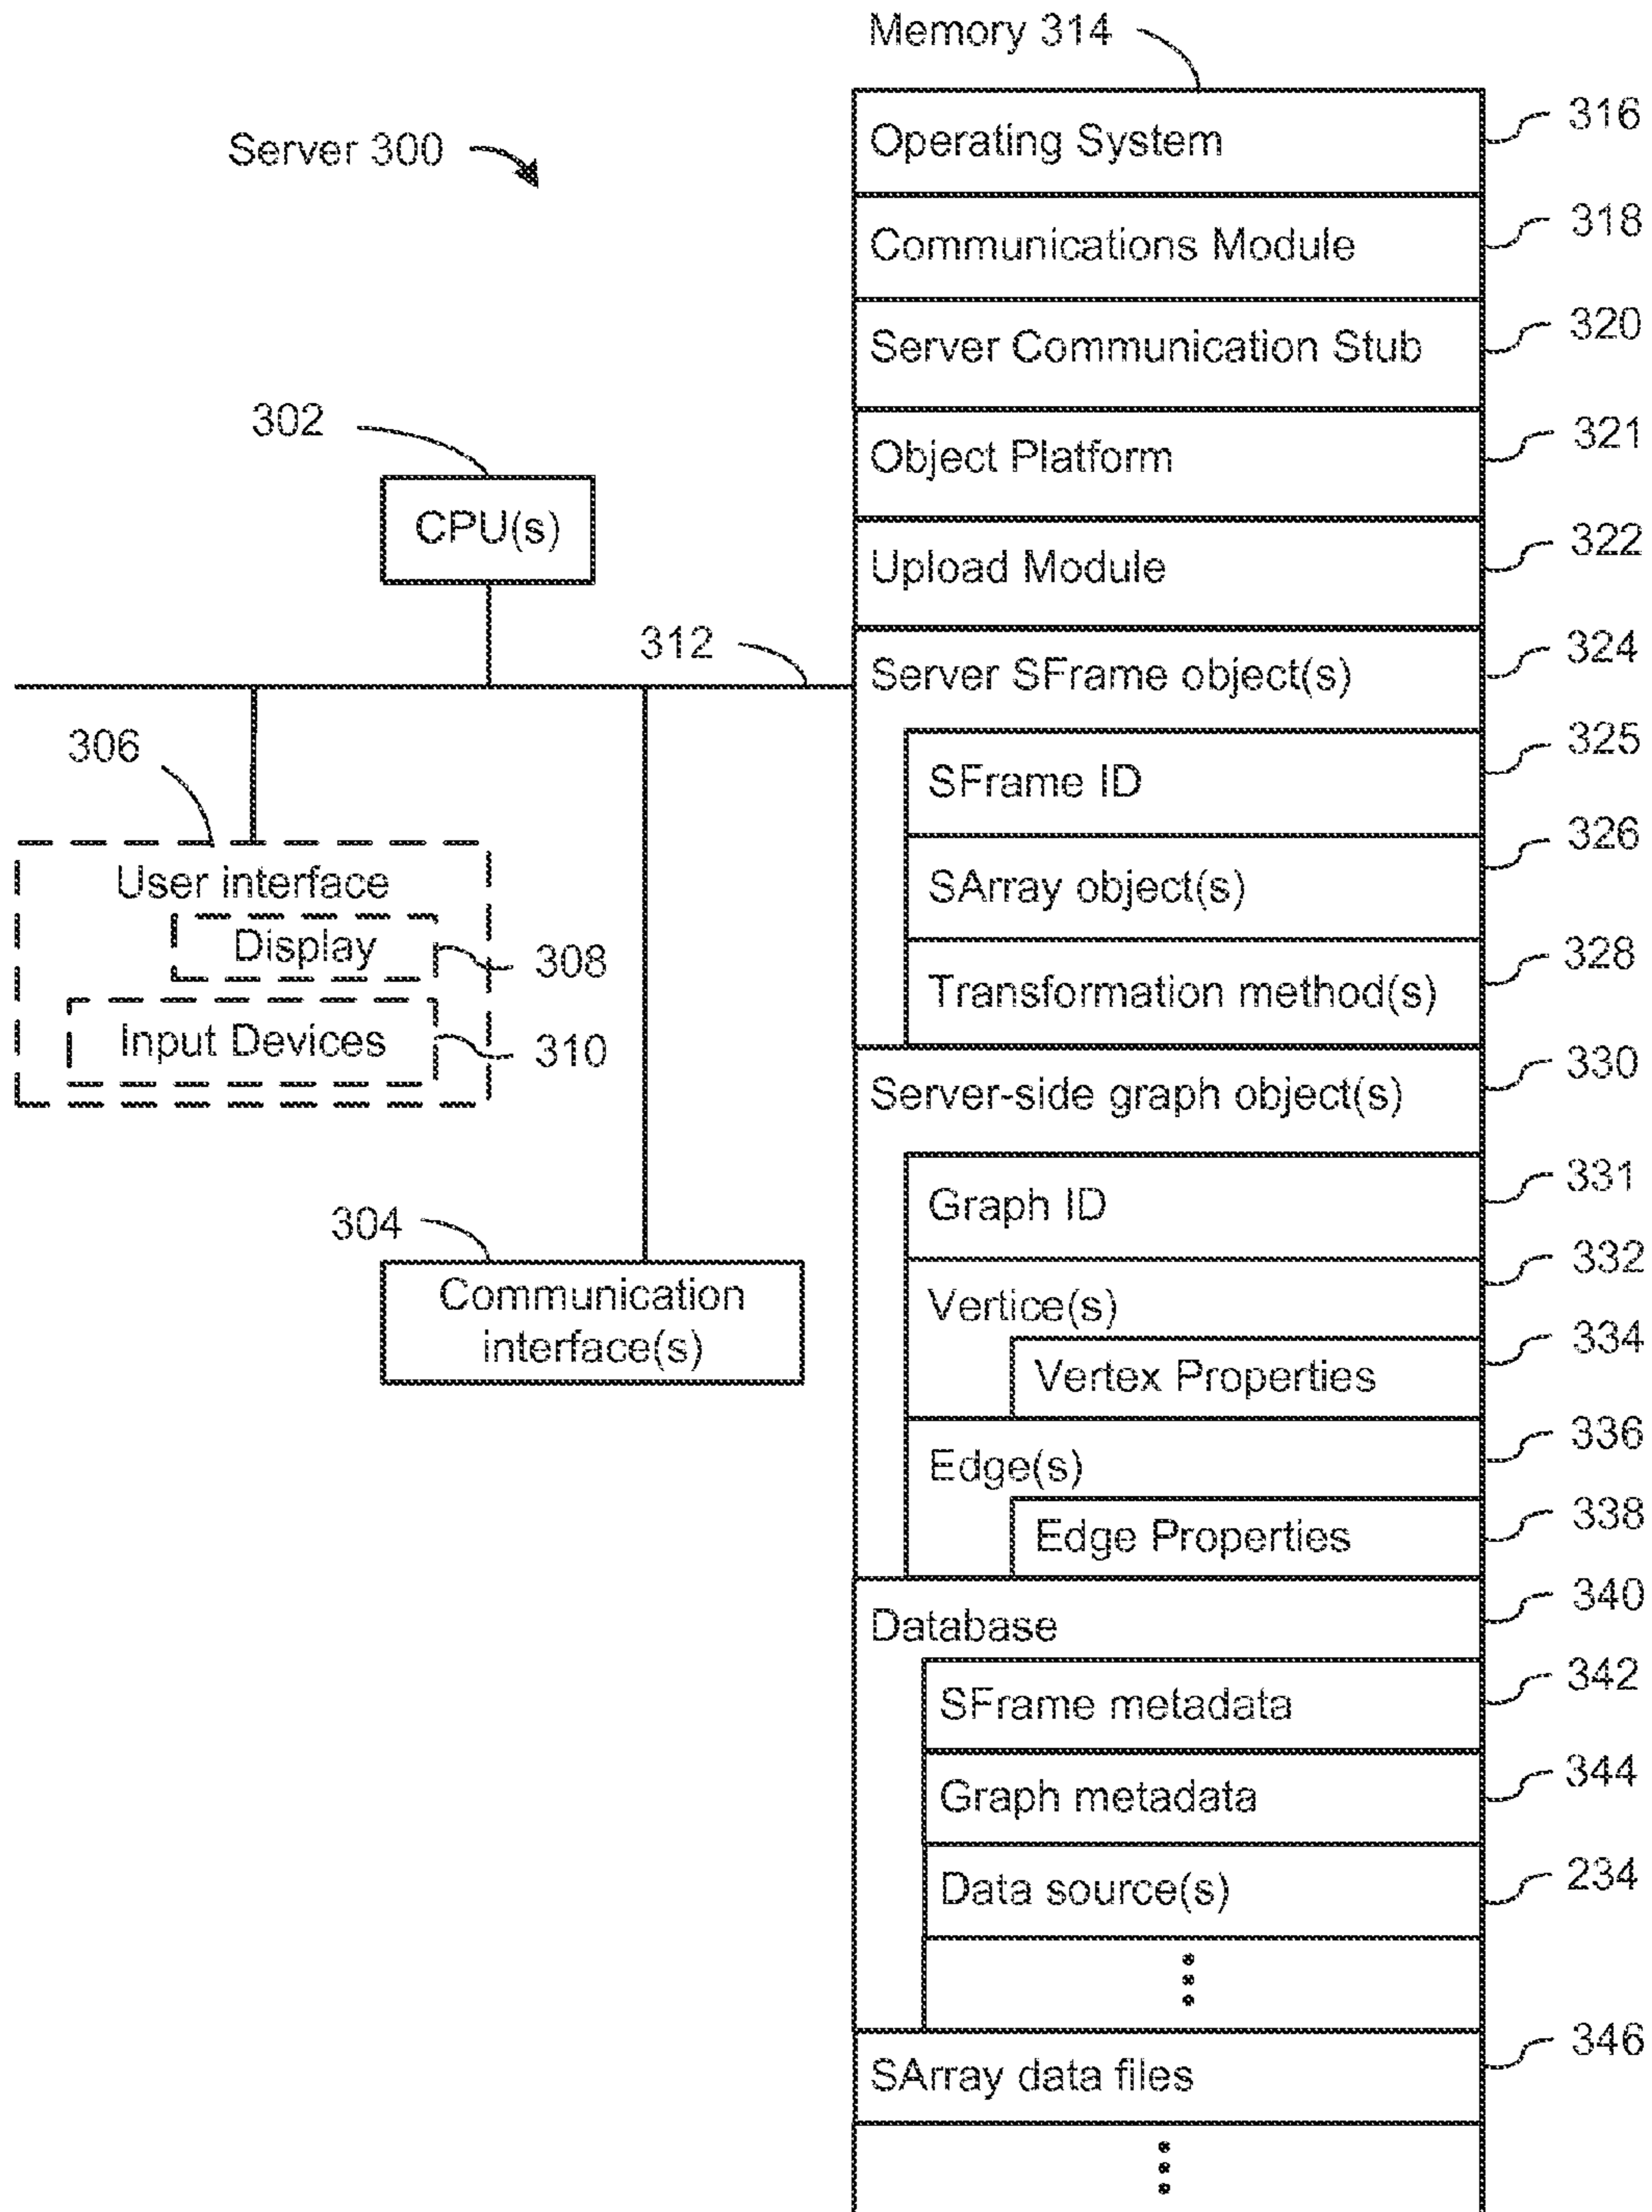 Memory 314
Server 300
Operating System 316
Communications Module 318
Server Communication Stub 320
Object Platform 321
Upload Module 322
Server SFrame object(s) 324
SFrame ID 325
SArray object(s) 326
Transformation method(s) 328
Server-side graph object(s) 330
Graph ID 331
Vertice(s) 332
Vertex Properties 334
Edge(s) 336
Edge Properties 338
Database 340
SFrame metadata 342
Graph metadata 344
Data source(s) 234
SArray data files 346
302
CPU(s)
312
306
User interface
Display 308
Input Devices 310
304
Communication
interface(s)